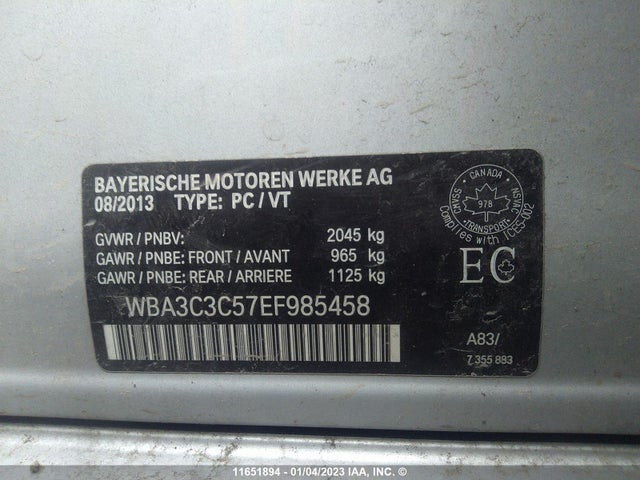 BAYERISCHE MOTOREN WERKE AG
08/2013 TYPE: PC/VT
GVWR / PNBV: 2045 kg
GAWR / PNBE: FRONT / AVANT 965 kg
GAWR / PNBE: REAR / ARRIERE 1125 kg
WBA3C3C57EF985458
CANADA
CMVSS NSVAC
978
TRANSPORT
Complies with ICES-002
EC
A83/
7 355 883
11651894 - 01/04/2023 IAA, INC. ©